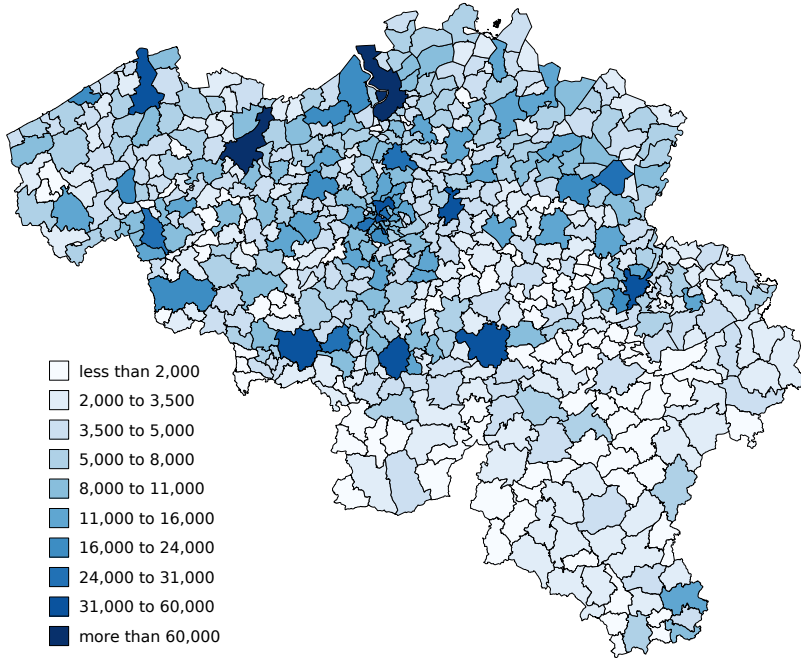 less than 2,000
2,000 to 3,500
3,500 to 5,000
5,000 to 8,000
8,000 to 11,000
11,000 to 16,000
16,000 to 24,000
24,000 to 31,000
31,000 to 60,000
more than 60,000